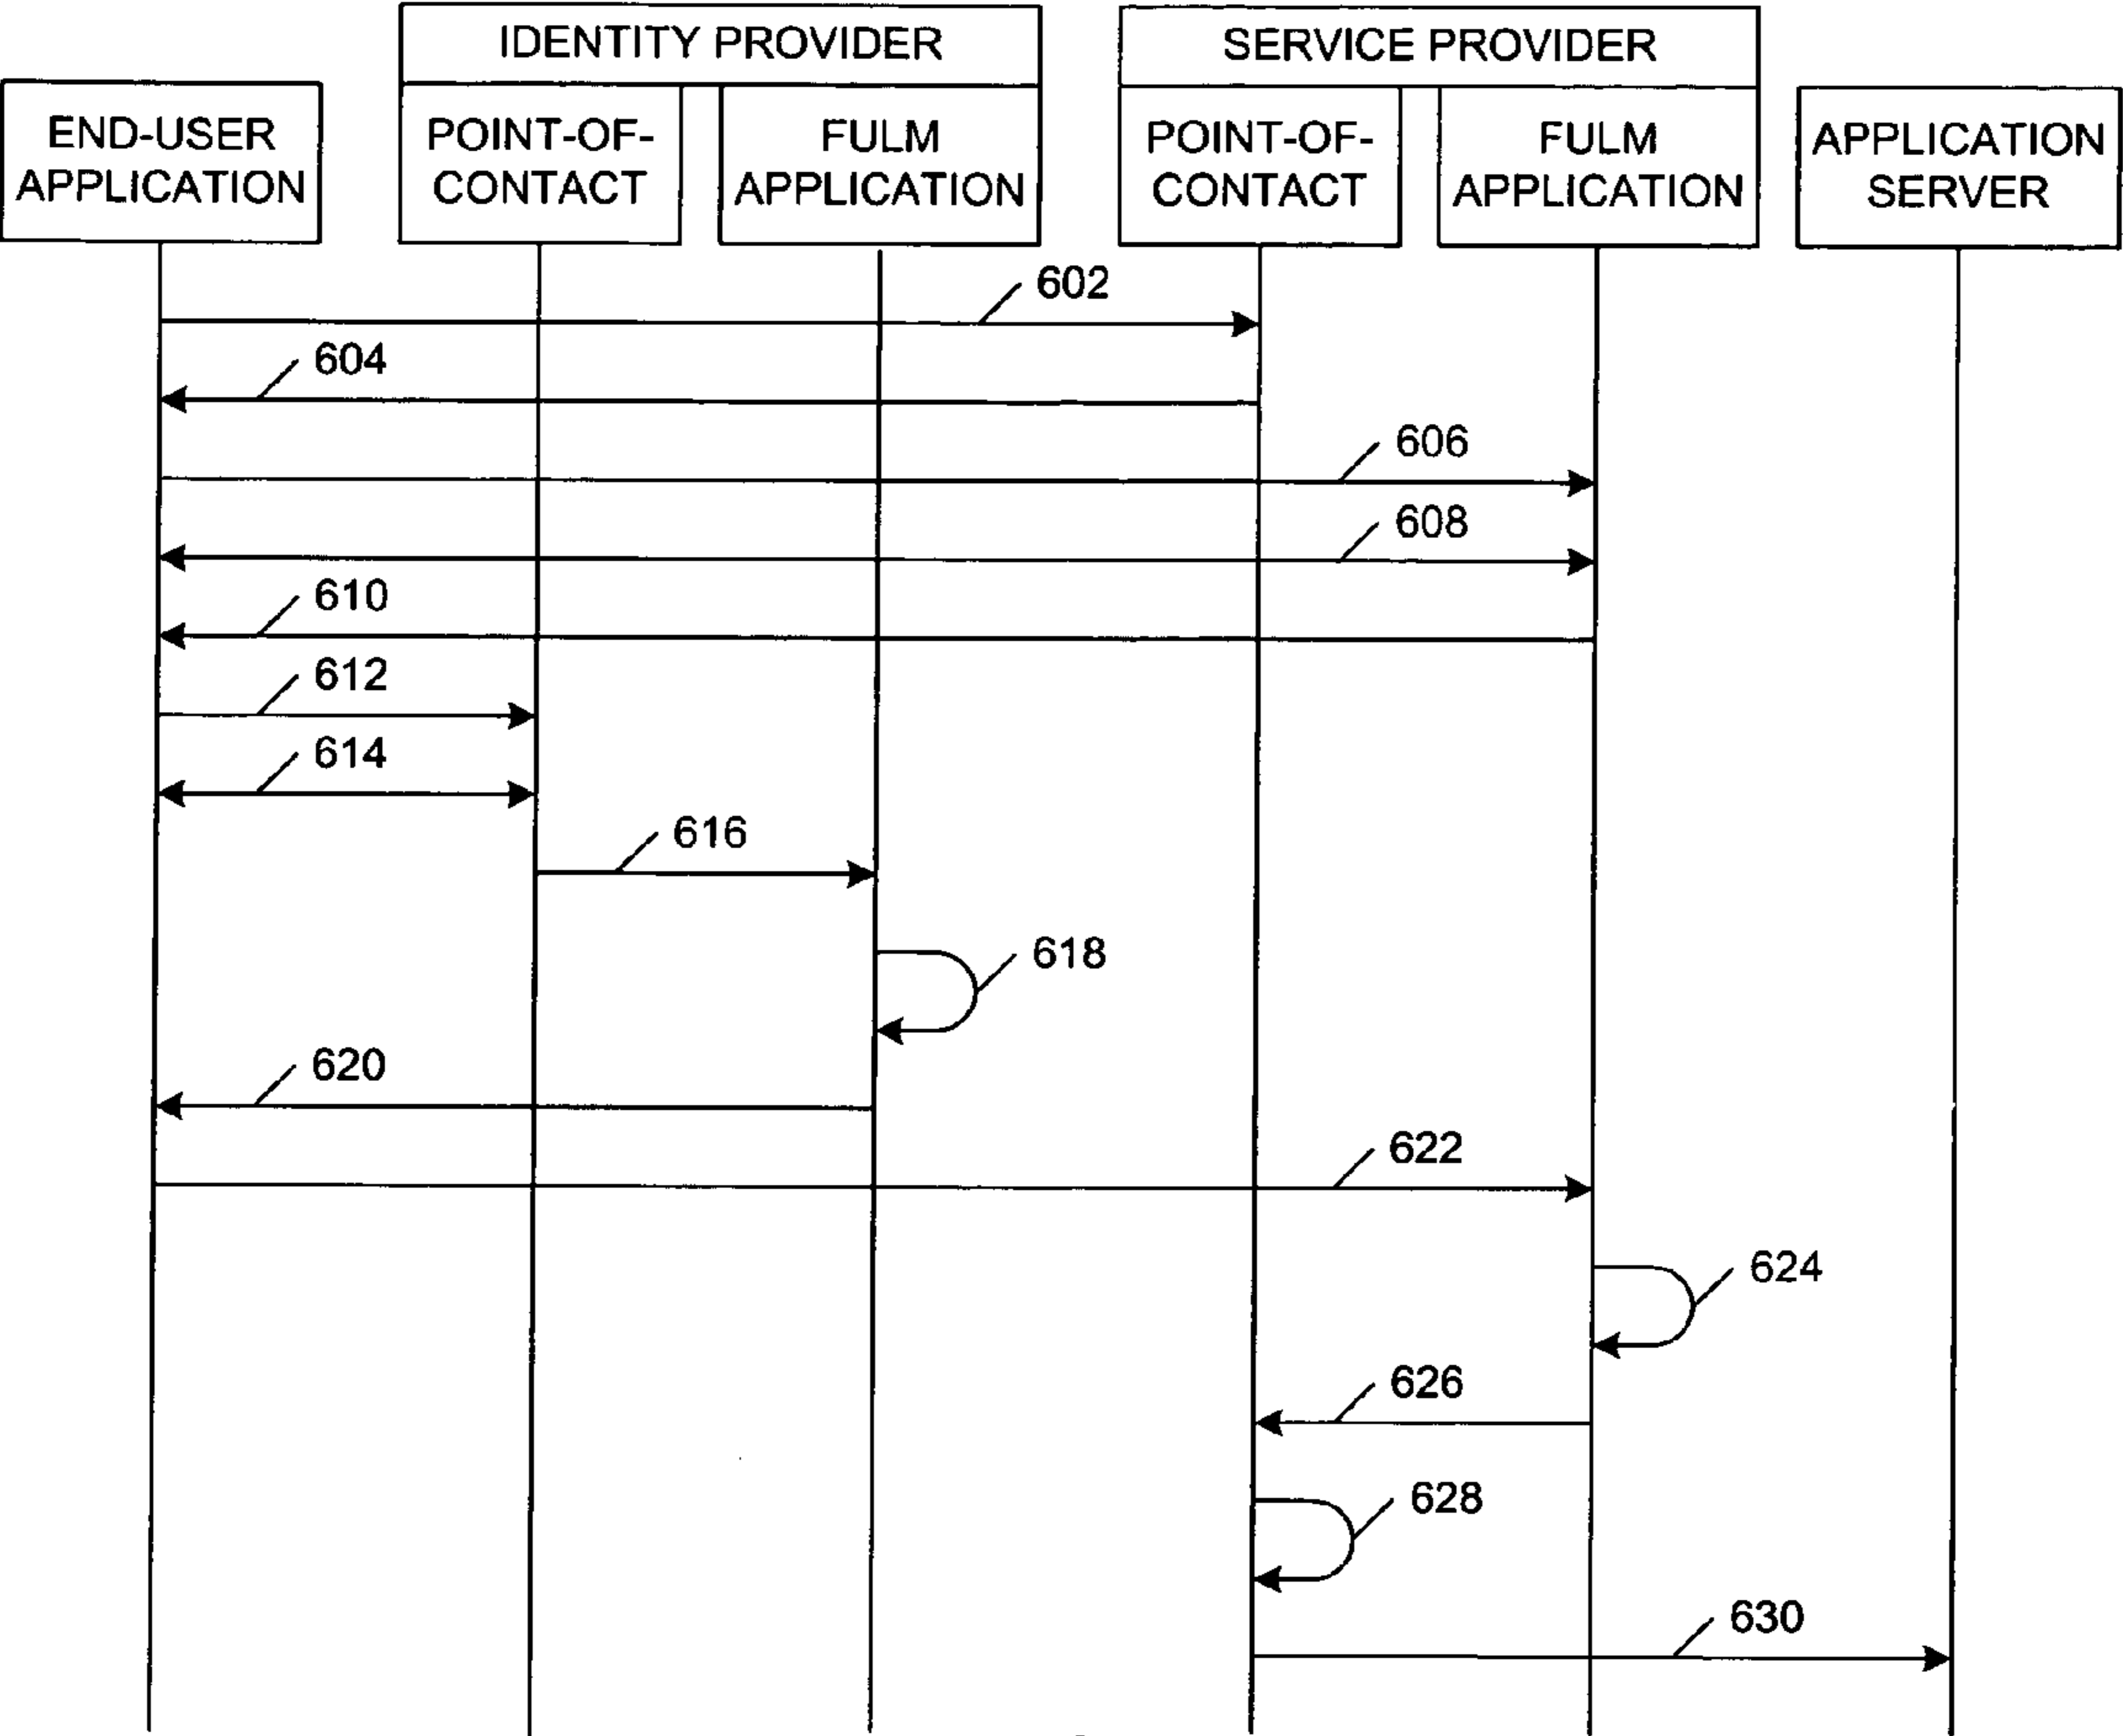 IDENTITY PROVIDER
SERVICE PROVIDER
END-USER
APPLICATION
POINT-OF-
CONTACT
FULM
APPLICATION
POINT-OF-
CONTACT
FULM
APPLICATION
APPLICATION
SERVER
602
604
606
608
610
612
614
616
618
620
622
624
626
628
630